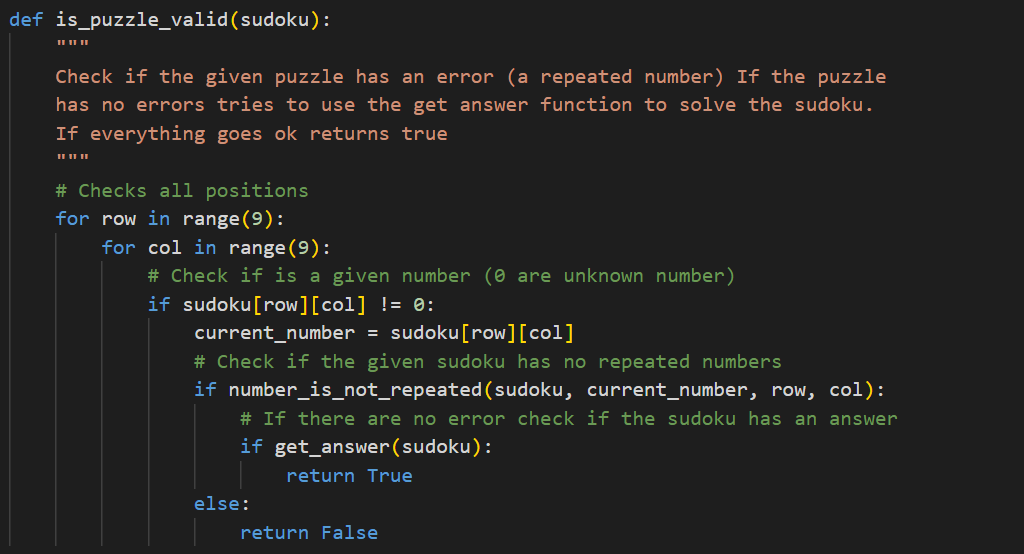 def is_puzzle_valid(sudoku):
    """
    Check if the given puzzle has an error (a repeated number) If the puzzle
    has no errors tries to use the get answer function to solve the sudoku.
    If everything goes ok returns true
    """
    # Checks all positions
    for row in range(9):
        for col in range(9):
            # Check if is a given number (0 are unknown number)
            if sudoku[row][col] != 0:
                current_number = sudoku[row][col]
                # Check if the given sudoku has no repeated numbers
                if number_is_not_repeated(sudoku, current_number, row, col):
                    # If there are no error check if the sudoku has an answer
                    if get_answer(sudoku):
                        return True
                else:
                    return False